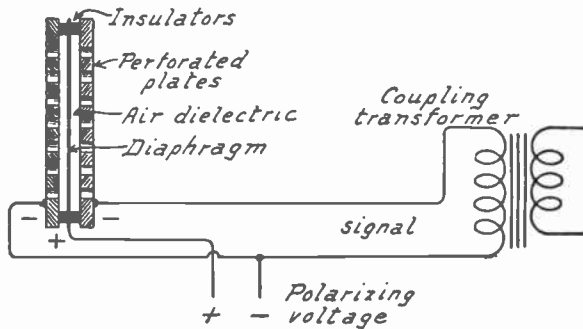 Insulators
Perforated
plates
Air dielectric
Diaphragm
Coupling
transformer
- -
+
signal
+ -
Polarizing
voltage